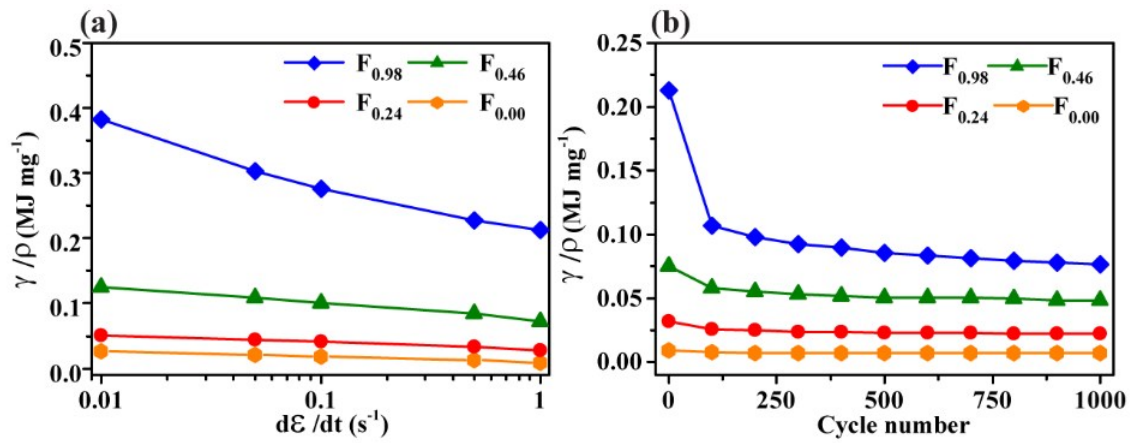 (a)
γ/ρ (MJ mg⁻¹)
0.5
0.4
0.3
0.2
0.1
0.0
F₀.₉₈ F₀.₄₆
F₀.₂₄ F₀.₀₀
0.01 0.1 1
dε/dt (s⁻¹)
(b)
γ/ρ (MJ mg⁻¹)
0.25
0.20
0.15
0.10
0.05
0.00
F₀.₉₈ F₀.₄₆
F₀.₂₄ F₀.₀₀
0 250 500 750 1000
Cycle number